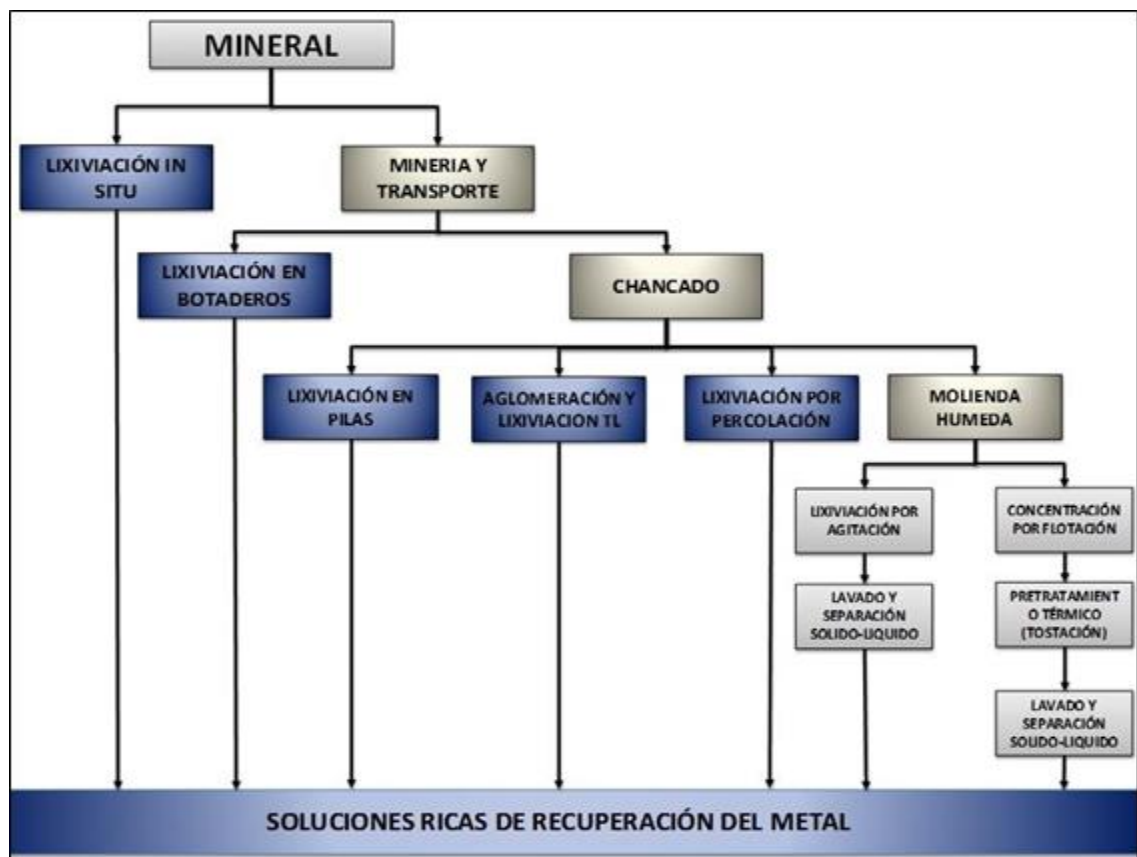 MINERAL
LIXIVIACIÓN IN
SITU
MINERIA Y
TRANSPORTE
LIXIVIACIÓN EN
BOTADEROS
CHANCADO
LIXIVIACIÓN EN
PILAS
AGLOMERACIÓN Y
LIXIVIACION TL
LIXIVIACIÓN POR
PERCOLACIÓN
MOLIENDA
HUMEDA
LIXIVIACIÓN POR
AGITACIÓN
CONCENTRACIÓN
POR FLOTACIÓN
LAVADO Y
SEPARACIÓN
SOLIDO-LIQUIDO
PRETRATAMIENT
O TÉRMICO
(TOSTACIÓN)
LAVADO Y
SEPARACIÓN
SOLIDO-LIQUIDO
SOLUCIONES RICAS DE RECUPERACIÓN DEL METAL